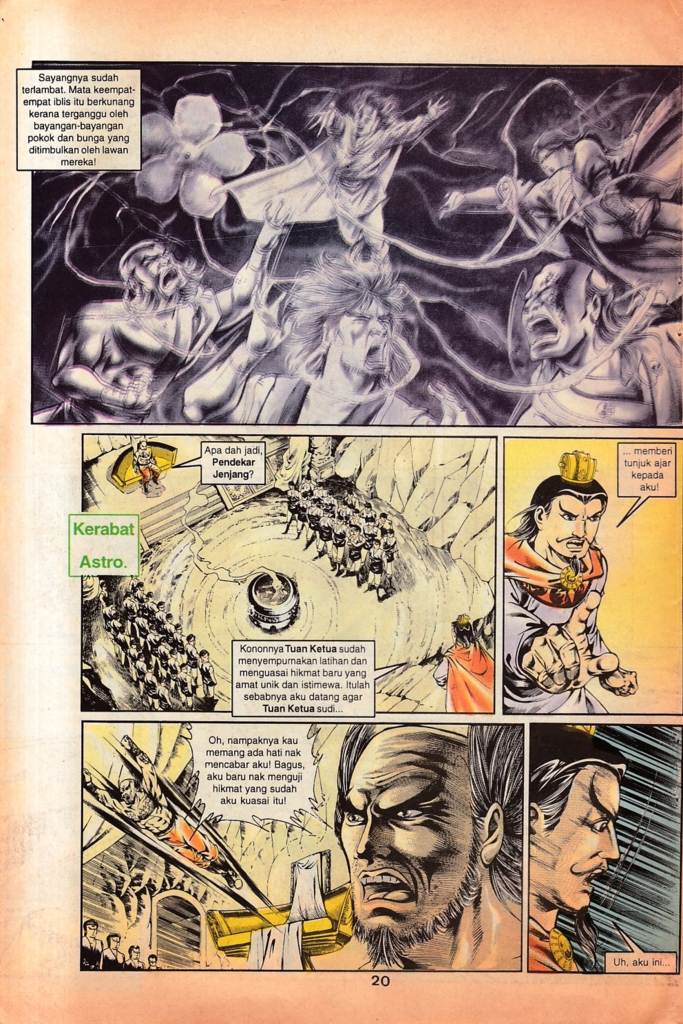 Sayangnya sudah
terlambat. Mata keempat-
empat iblis itu berkunang
kerana terganggu oleh
bayangan-bayangan
pokok dan bunga yang
ditimbulkan oleh lawan
mereka!
Apa dah jadi,
Pendekar
Jenjang?
Kerabat
Astro.
Kononnya Tuan Ketua sudah
menyempurnakan latihan dan
menguasai hikmat baru yang
amat unik dan istimewa. Itulah
sebabnya aku datang agar
Tuan Ketua sudi...
... memberi
tunjuk ajar
kepada
aku!
Oh, nampaknya kau
memang ada hati nak
mencabar aku! Bagus,
aku baru nak menguji
hikmat yang sudah
aku kuasai itu!
Uh, aku ini...
20